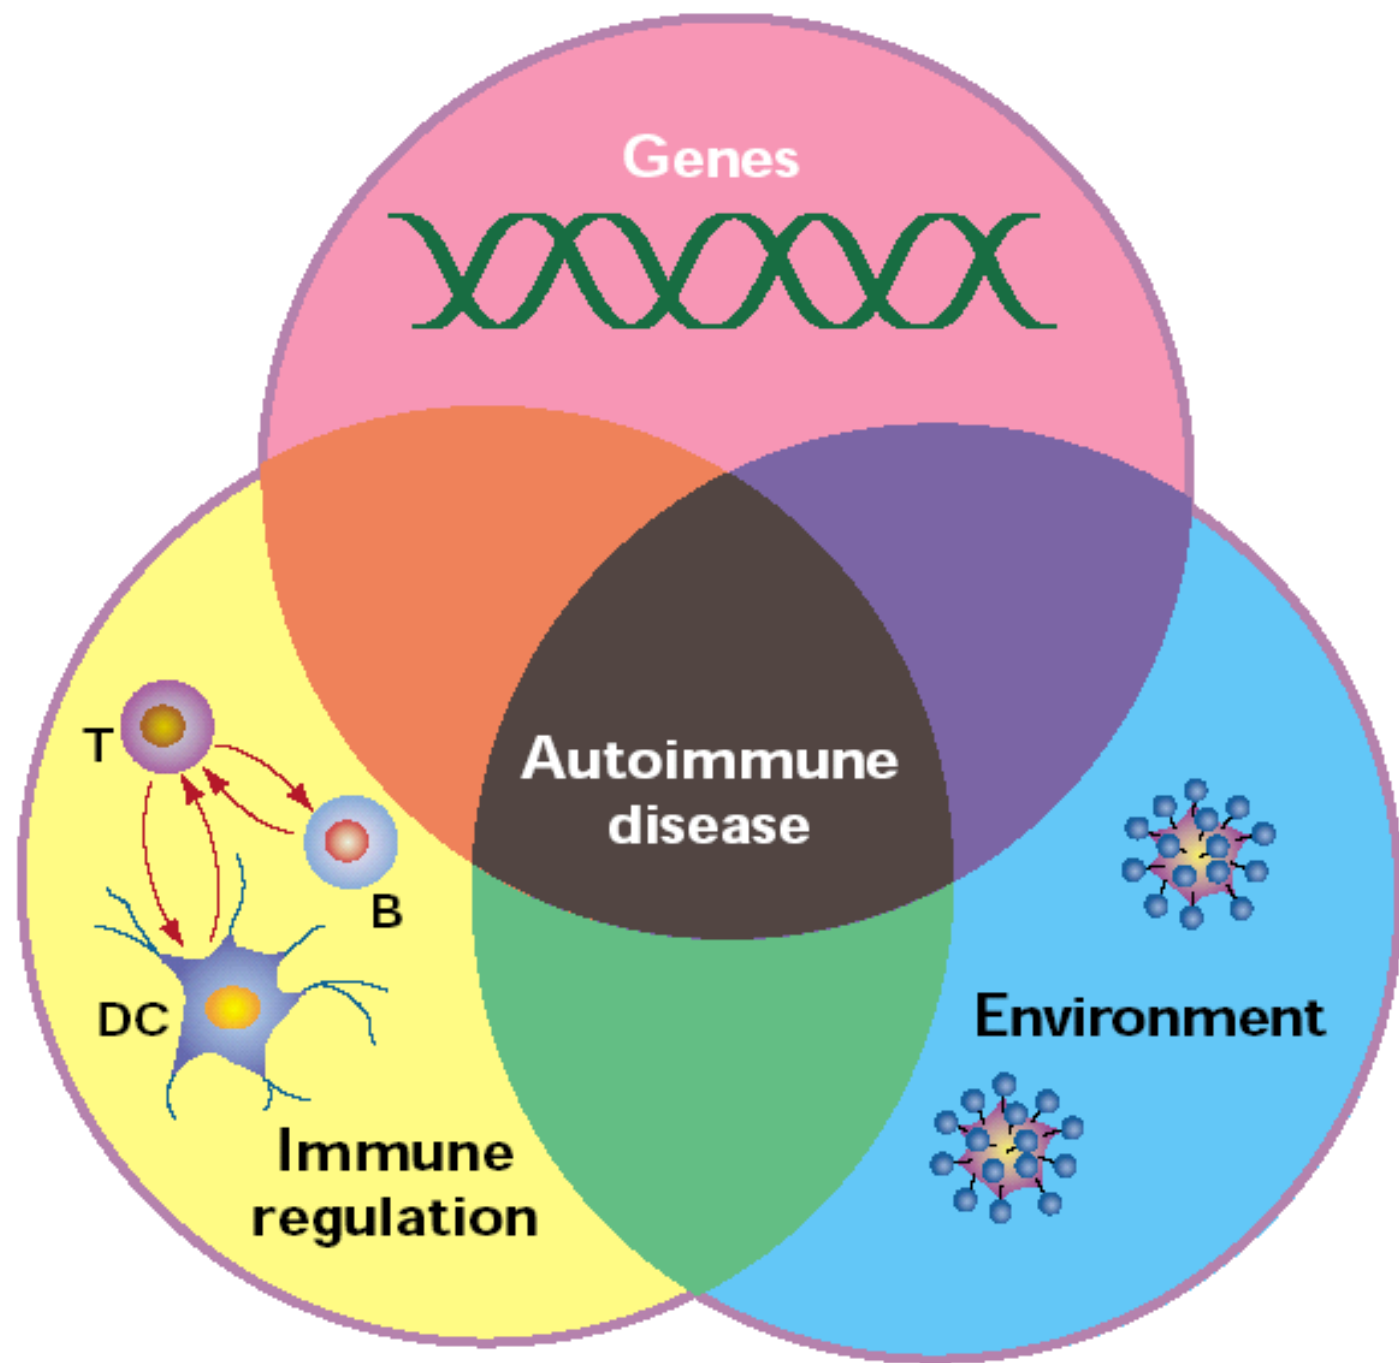 Genes
Autoimmune
disease
T
B
DC
Environment
Immune
regulation